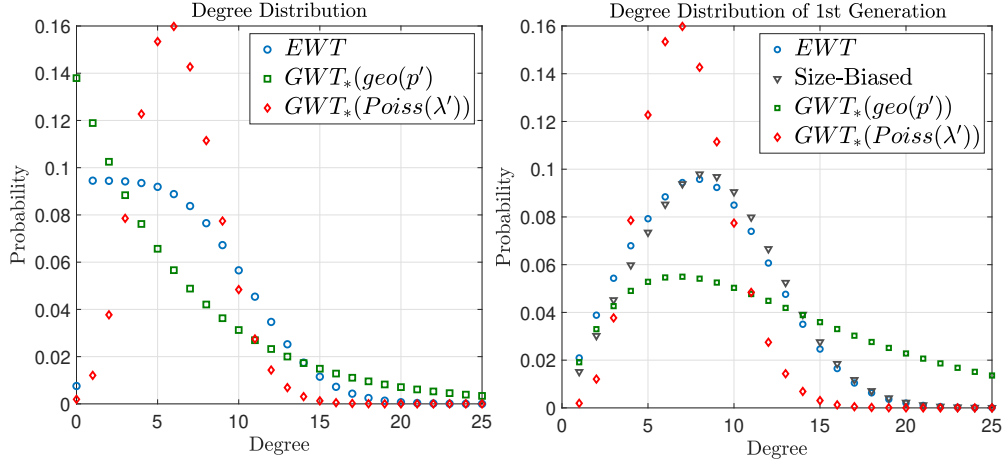 Degree Distribution
0.16
0.14
0.12
0.1
0.08
0.06
0.04
0.02
0
0 5 10 15 20 25
Probability
Degree
EWT
GWT*(geo(p′)
GWT*(Poiss(λ′))
Degree Distribution of 1st Generation
0.16
0.14
0.12
0.1
0.08
0.06
0.04
0.02
0
0 5 10 15 20 25
Probability
Degree
EWT
Size-Biased
GWT*(geo(p′))
GWT*(Poiss(λ′))